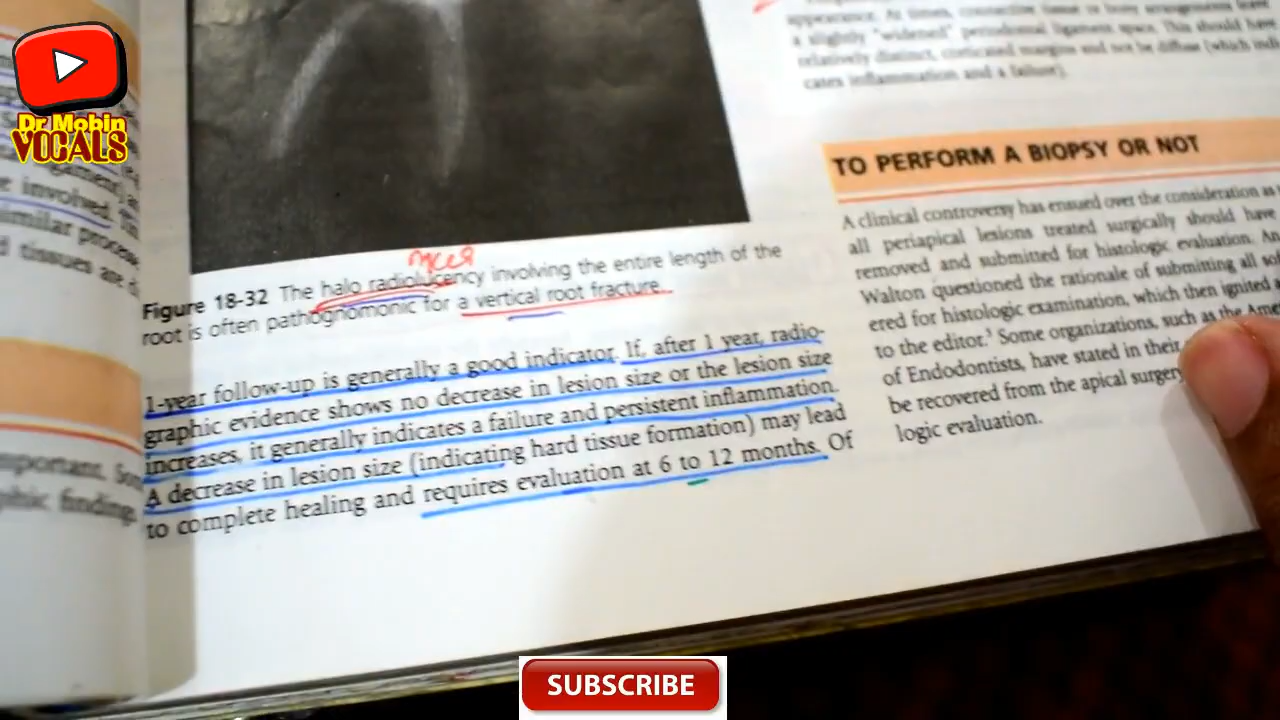 Dr Mobin
VOCALS
involved.
similar process
tissues are
phic findings
Figure 18-32 The halo radiolucency involving the entire length of the
root is often pathognomonic for a vertical root fracture.
1-year follow-up is generally a good indicator. If, after 1 year, radio-
graphic evidence shows no decrease in lesion size or the lesion size
increases, it generally indicates a failure and persistent inflammation.
A decrease in lesion size (indicating hard tissue formation) may lead
to complete healing and requires evaluation at 6 to 12 months. Of
appearance. At times, connective tissue or bony arrangements have
a slightly "widened" periodontal ligament space. This should have
relatively distinct, corticated margins and not be diffuse (which indi-
cates inflammation and a failure).
TO PERFORM A BIOPSY OR NOT
A clinical controversy has ensued over the consideration as
all periapical lesions treated surgically should have
removed and submitted for histologic evaluation. An
Walton questioned the rationale of submitting all sof
ered for histologic examination, which then ignited a
to the editor. Some organizations, such as the Ame
of Endodontists, have stated in their
be recovered from the apical surgery
logic evaluation.
SUBSCRIBE